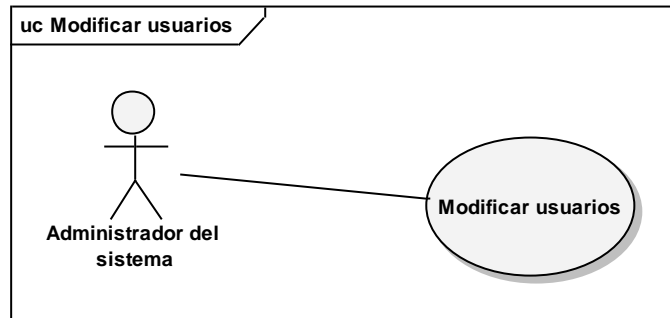 uc Modificar usuarios
Administrador del
sistema
Modificar usuarios